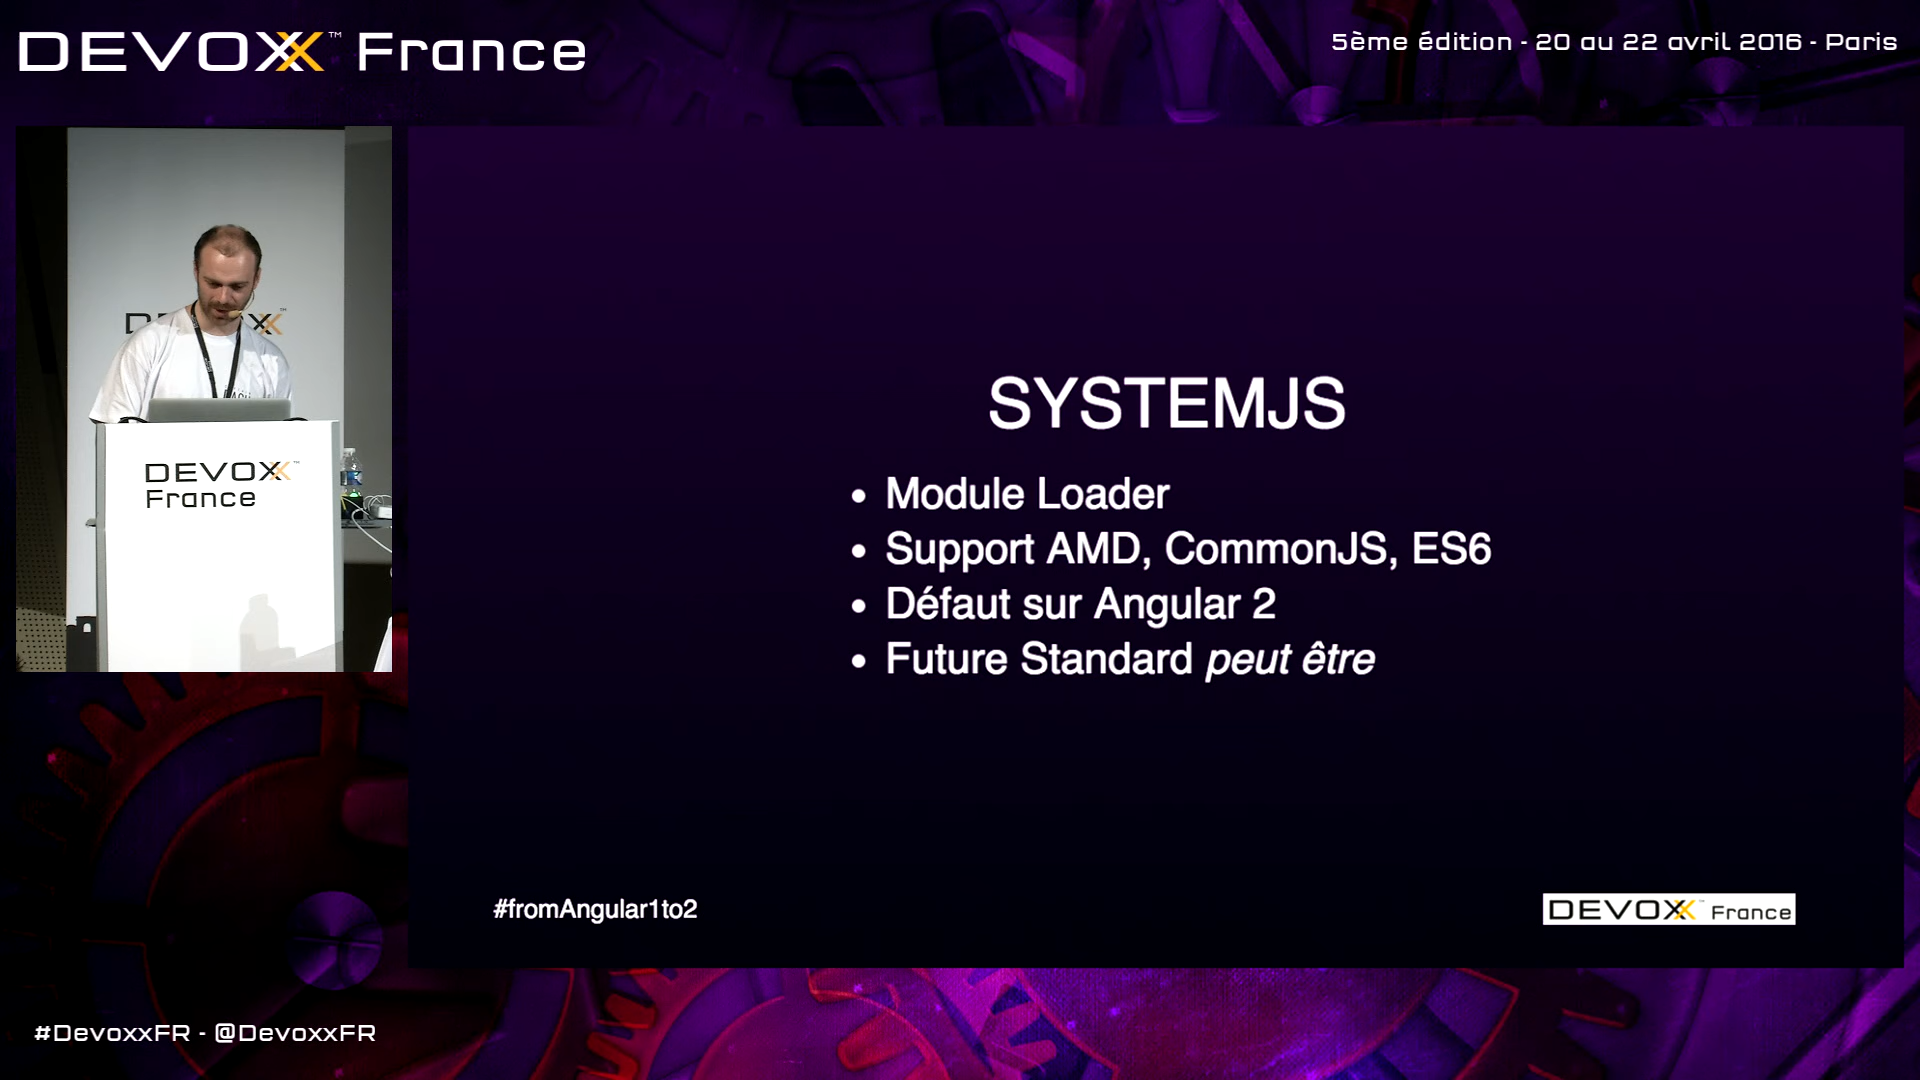 DEVOXX™ France
5ème édition - 20 au 22 avril 2016 - Paris
DEVOXX™
France
SYSTEMJS
• Module Loader
• Support AMD, CommonJS, ES6
• Défaut sur Angular 2
• Future Standard peut être
#fromAngular1to2
DEVOXX™ France
#DevoxxFR - @DevoxxFR